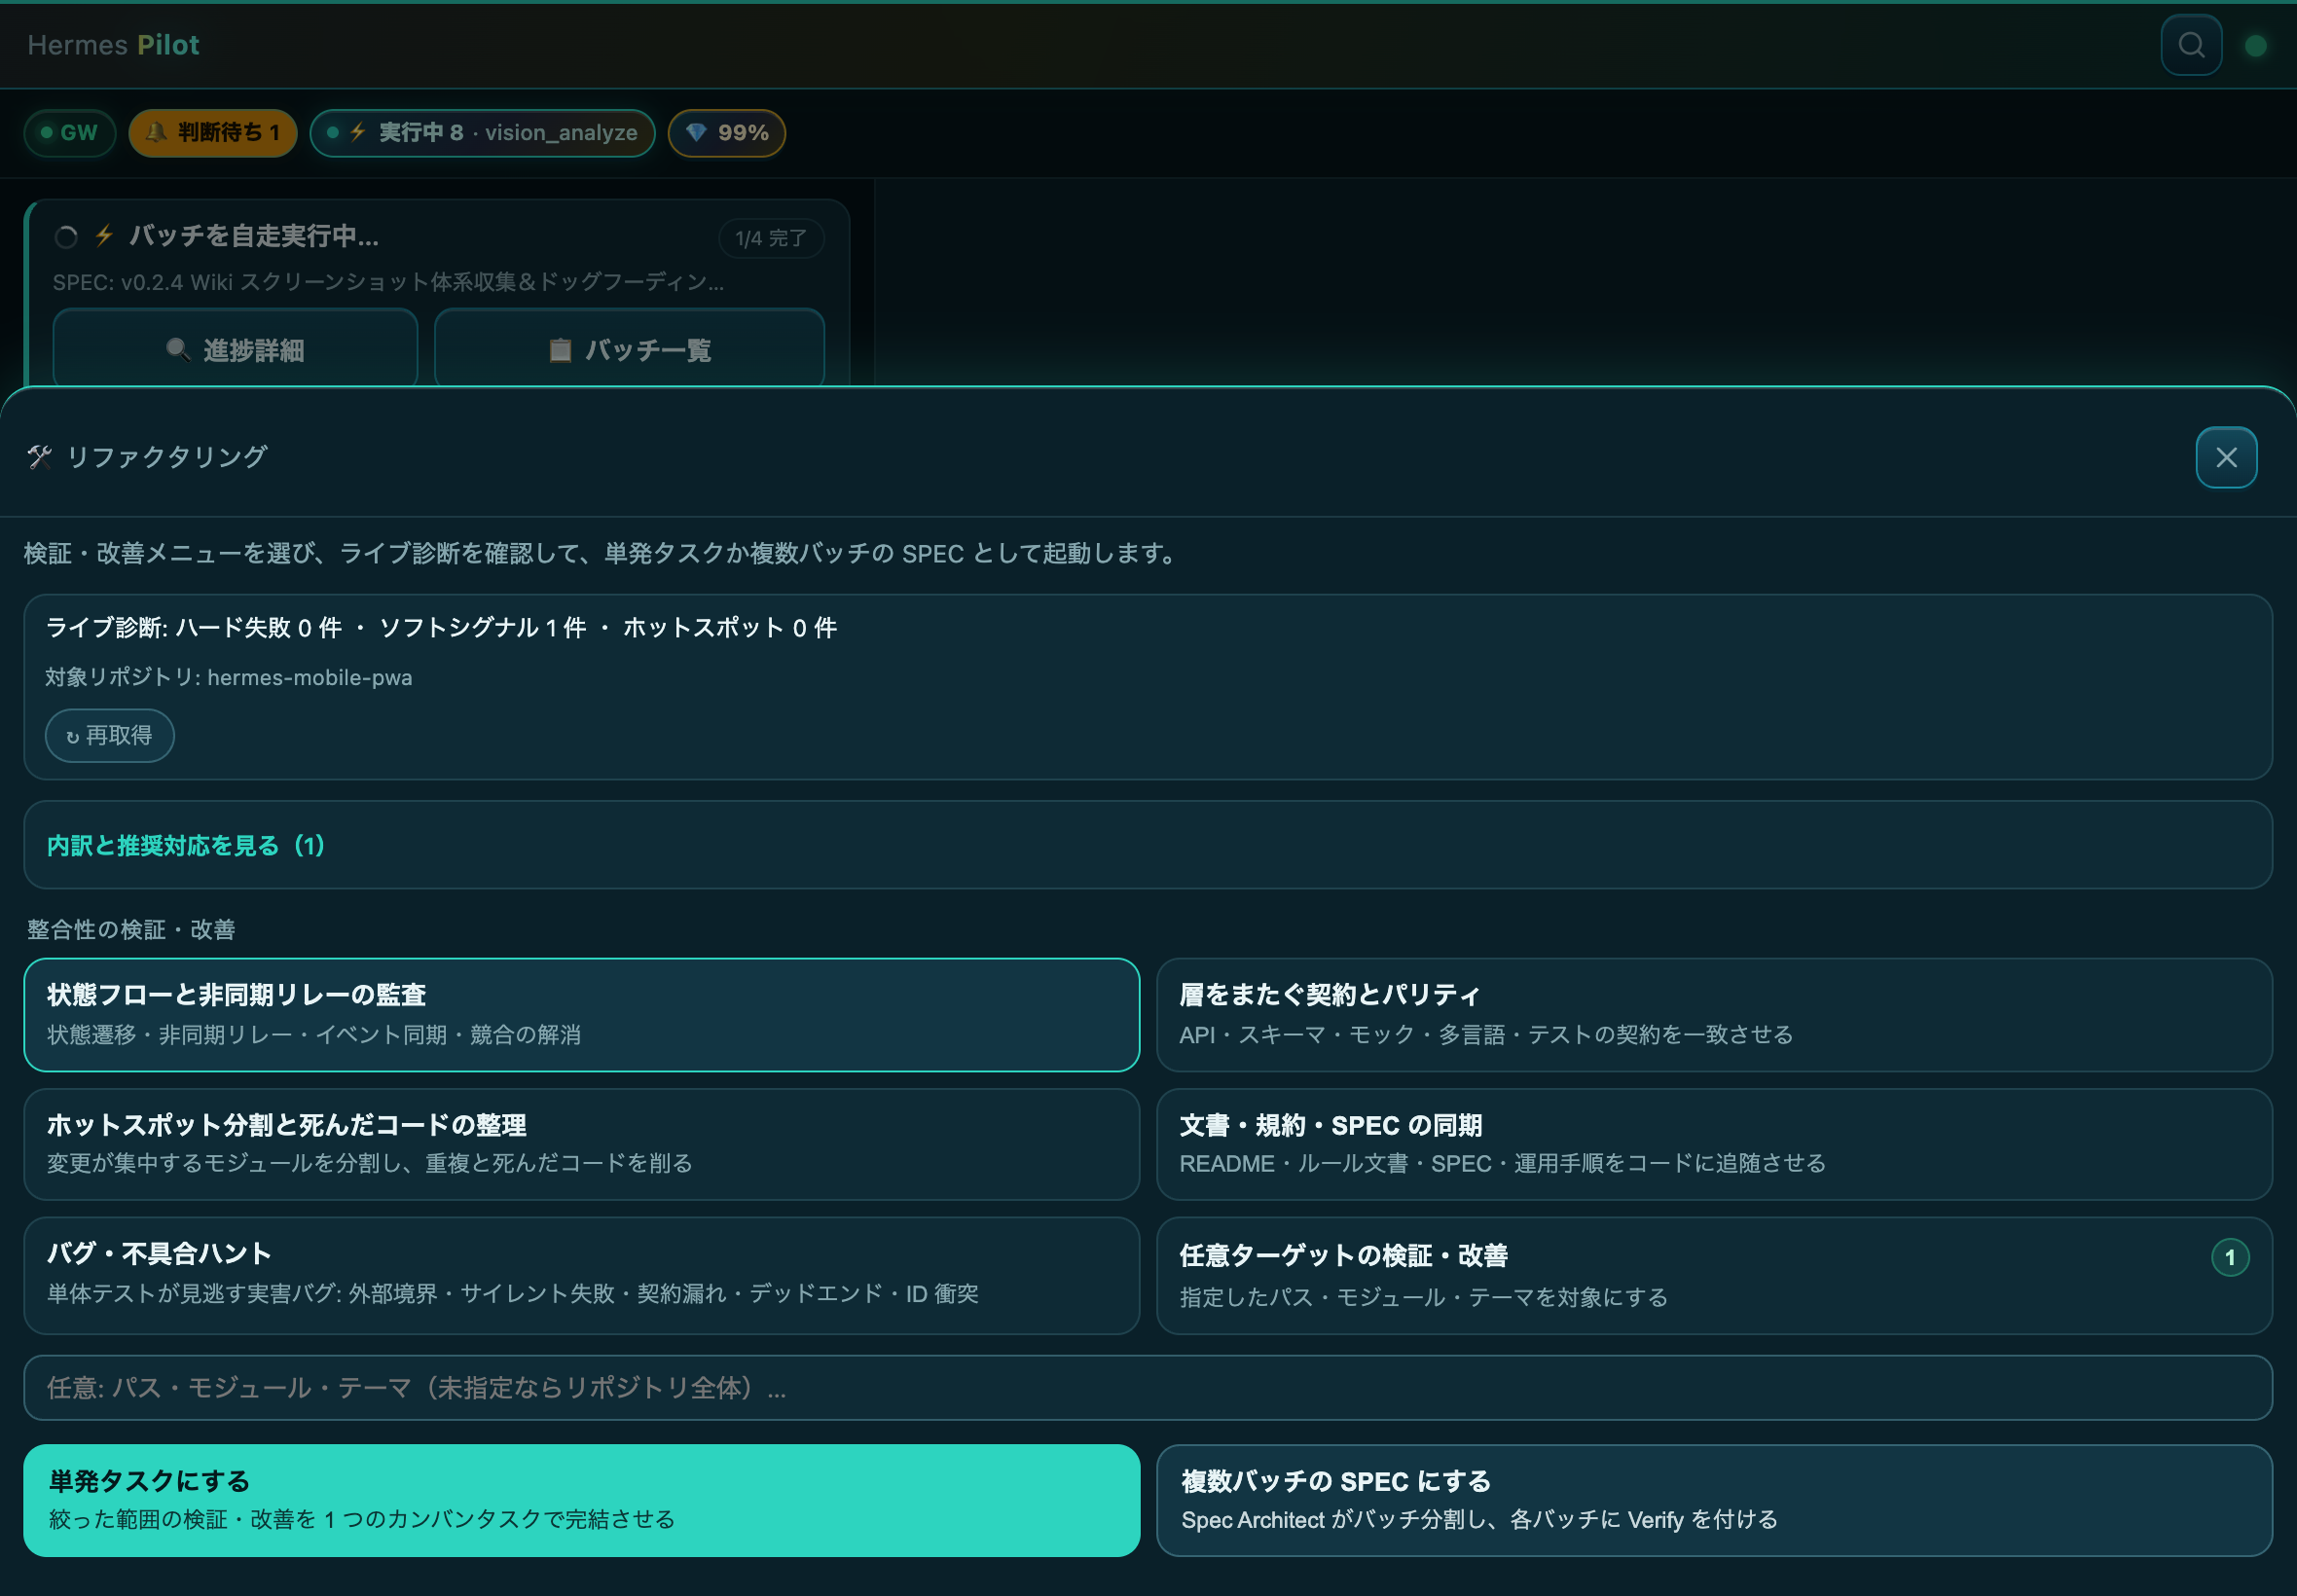 Hermes Pilot
GW
判断待ち 1
実行中 8 · vision_analyze
99%
バッチを自走実行中...
1/4 完了
SPEC: v0.2.4 Wiki スクリーンショット体系収集＆ドッグフーディン...
進捗詳細
バッチ一覧
リファクタリング
検証・改善メニューを選び、ライブ診断を確認して、単発タスクか複数バッチの SPEC として起動します。
ライブ診断: ハード失敗 0 件 ・ ソフトシグナル 1 件 ・ ホットスポット 0 件
対象リポジトリ: hermes-mobile-pwa
↻ 再取得
内訳と推奨対応を見る（1）
整合性の検証・改善
状態フローと非同期リレーの監査
状態遷移・非同期リレー・イベント同期・競合の解消
層をまたぐ契約とパリティ
API・スキーマ・モック・多言語・テストの契約を一致させる
ホットスポット分割と死んだコードの整理
変更が集中するモジュールを分割し、重複と死んだコードを削る
文書・規約・SPEC の同期
README・ルール文書・SPEC・運用手順をコードに追随させる
バグ・不具合ハント
単体テストが見逃す実害バグ: 外部境界・サイレント失敗・契約漏れ・デッドエンド・ID 衝突
任意ターゲットの検証・改善
1
指定したパス・モジュール・テーマを対象にする
任意: パス・モジュール・テーマ（未指定ならリポジトリ全体）...
単発タスクにする
絞った範囲の検証・改善を 1 つのカンバンタスクで完結させる
複数バッチの SPEC にする
Spec Architect がバッチ分割し、各バッチに Verify を付ける